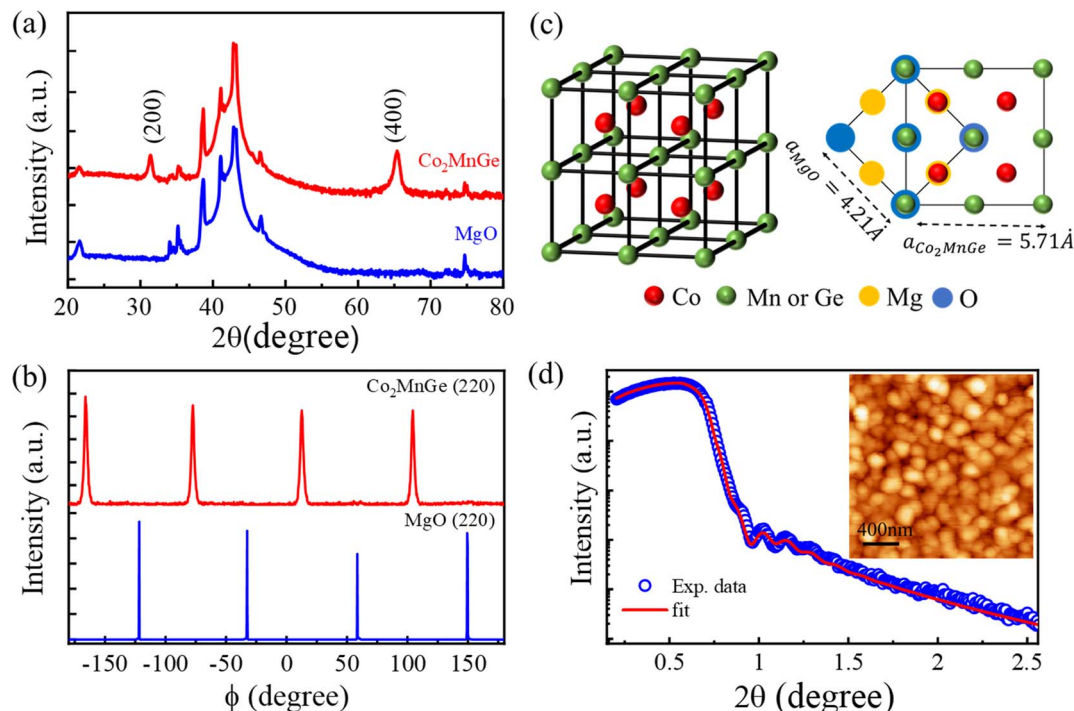 (a)
Intensity (a.u.)
(200)
(400)
Co₂MnGe
MgO
20 30 40 50 60 70 80
2θ(degree)
(b)
Intensity (a.u.)
Co₂MnGe (220)
MgO (220)
-150 -100 -50 0 50 100 150
ϕ (degree)
(c)
a_MgO = 4.21Å
a_Co₂MnGe = 5.71Å
Co Mn or Ge Mg O
(d)
Intensity (a.u.)
400nm
Exp. data
fit
0.5 1 1.5 2 2.5
2θ (degree)